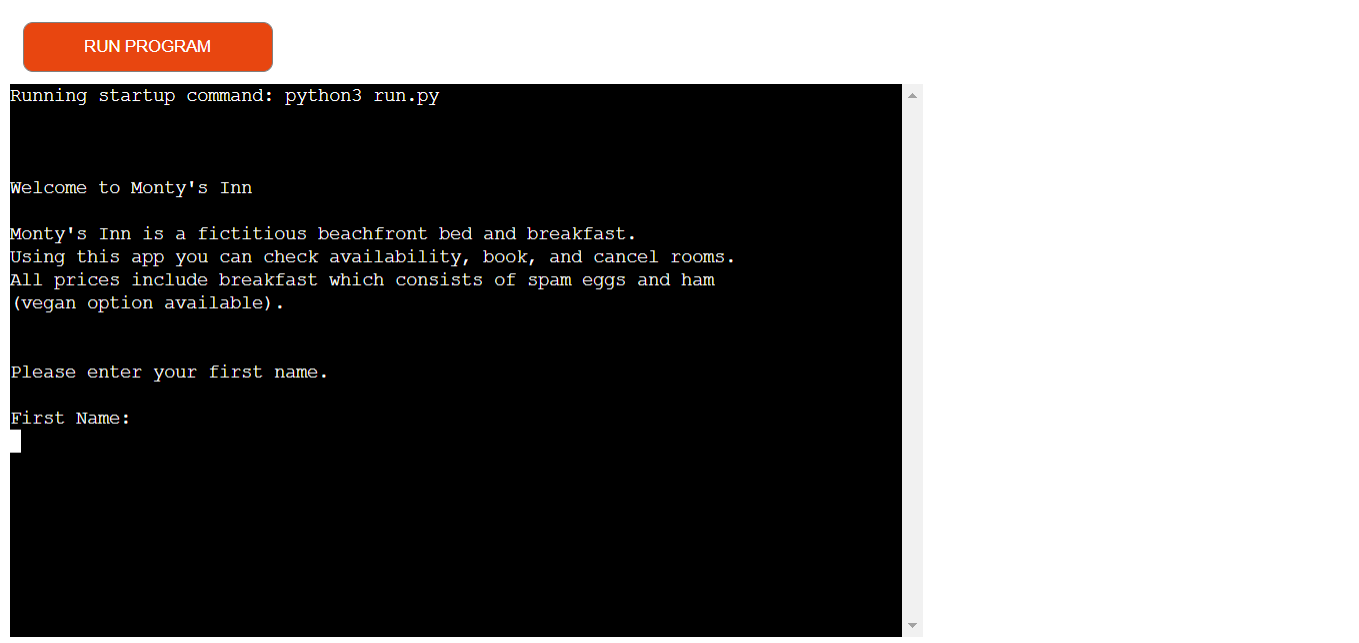 RUN PROGRAM
Running startup command: python3 run.py
Welcome to Monty's Inn
Monty's Inn is a fictitious beachfront bed and breakfast.
Using this app you can check availability, book, and cancel rooms.
All prices include breakfast which consists of spam eggs and ham
(vegan option available).
Please enter your first name.
First Name: